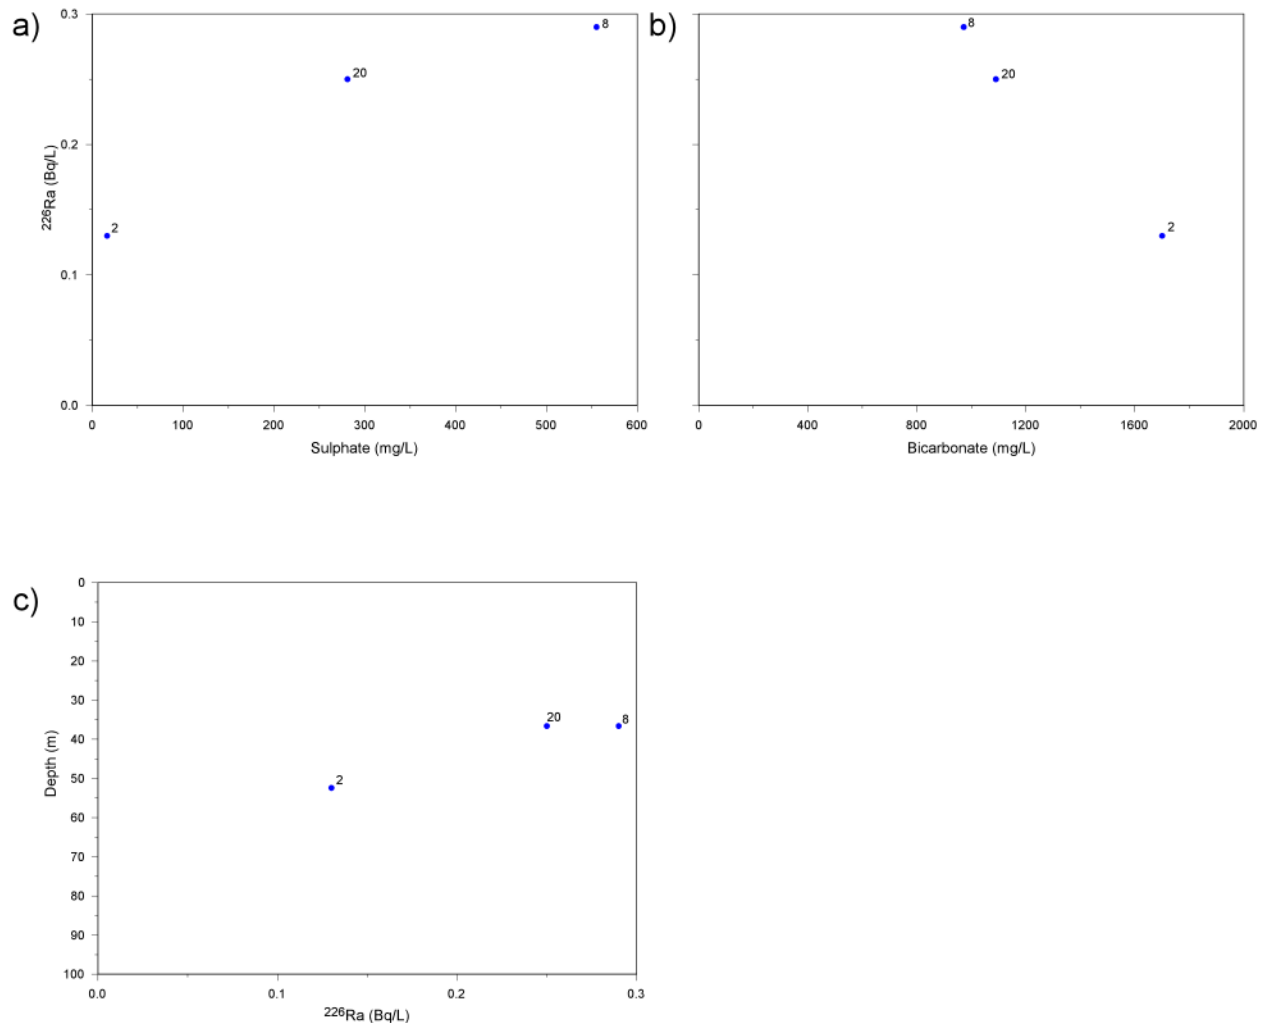 a)
0.3
0.2
0.1
0.0
²²⁶Ra (Bq/L)
8
20
2
0 100 200 300 400 500 600
Sulphate (mg/L)
b)
8
20
2
0 400 800 1200 1600 2000
Bicarbonate (mg/L)
c)
0
10
20
30
40
50
60
70
80
90
100
Depth (m)
20
8
2
0.0 0.1 0.2 0.3
²²⁶Ra (Bq/L)